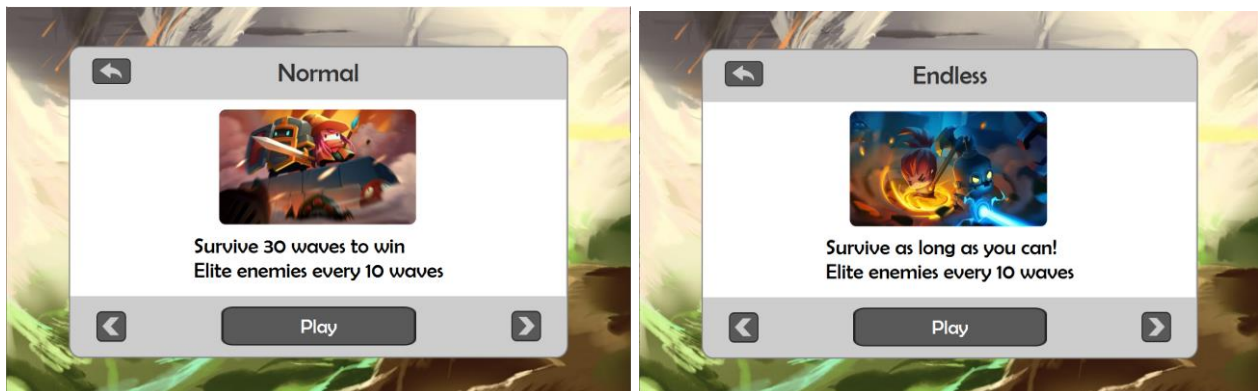 Normal
Survive 30 waves to win
Elite enemies every 10 waves
Play
Endless
Survive as long as you can!
Elite enemies every 10 waves
Play